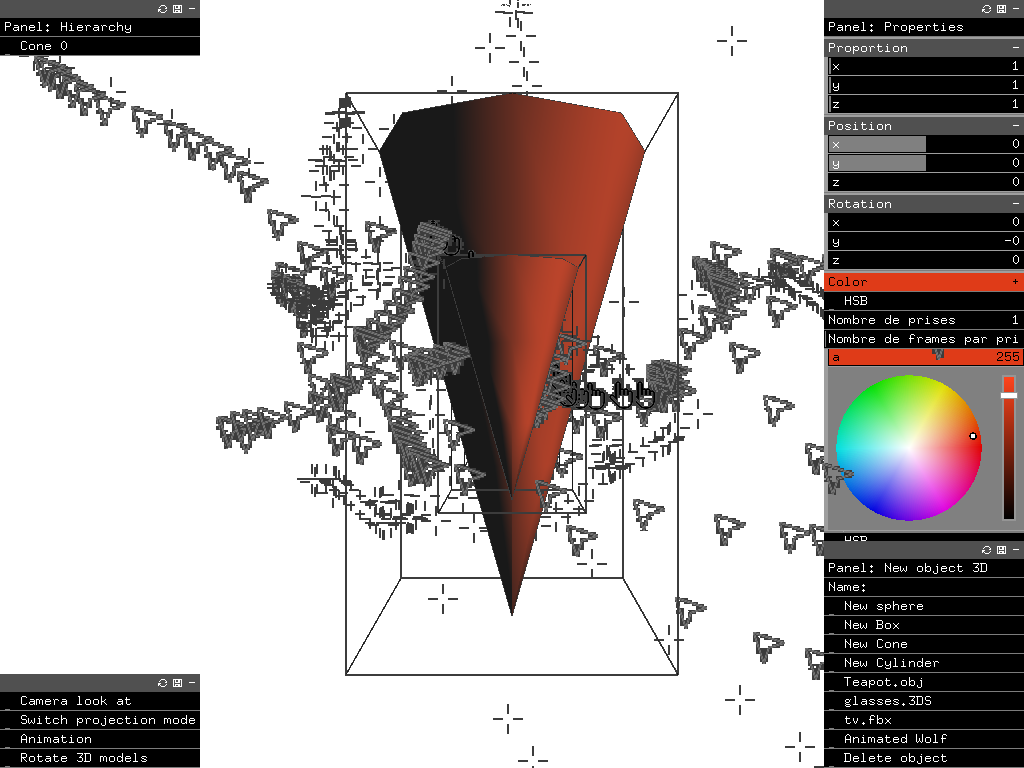 Panel: Hierarchy
Cone 0
Camera look at
Switch projection mode
Animation
Rotate 3D models
Panel: Properties
Proportion
x 1
y 1
z 1
Position
x 0
y 0
z 0
Rotation
x 0
y -0
z 0
Color +
HSB
Nombre de prises 1
Nombre de frames par pri
a 255
HSB
Panel: New object 3D
Name:
New sphere
New Box
New Cone
New Cylinder
Teapot.obj
glasses.3DS
tv.fbx
Animated Wolf
Delete object